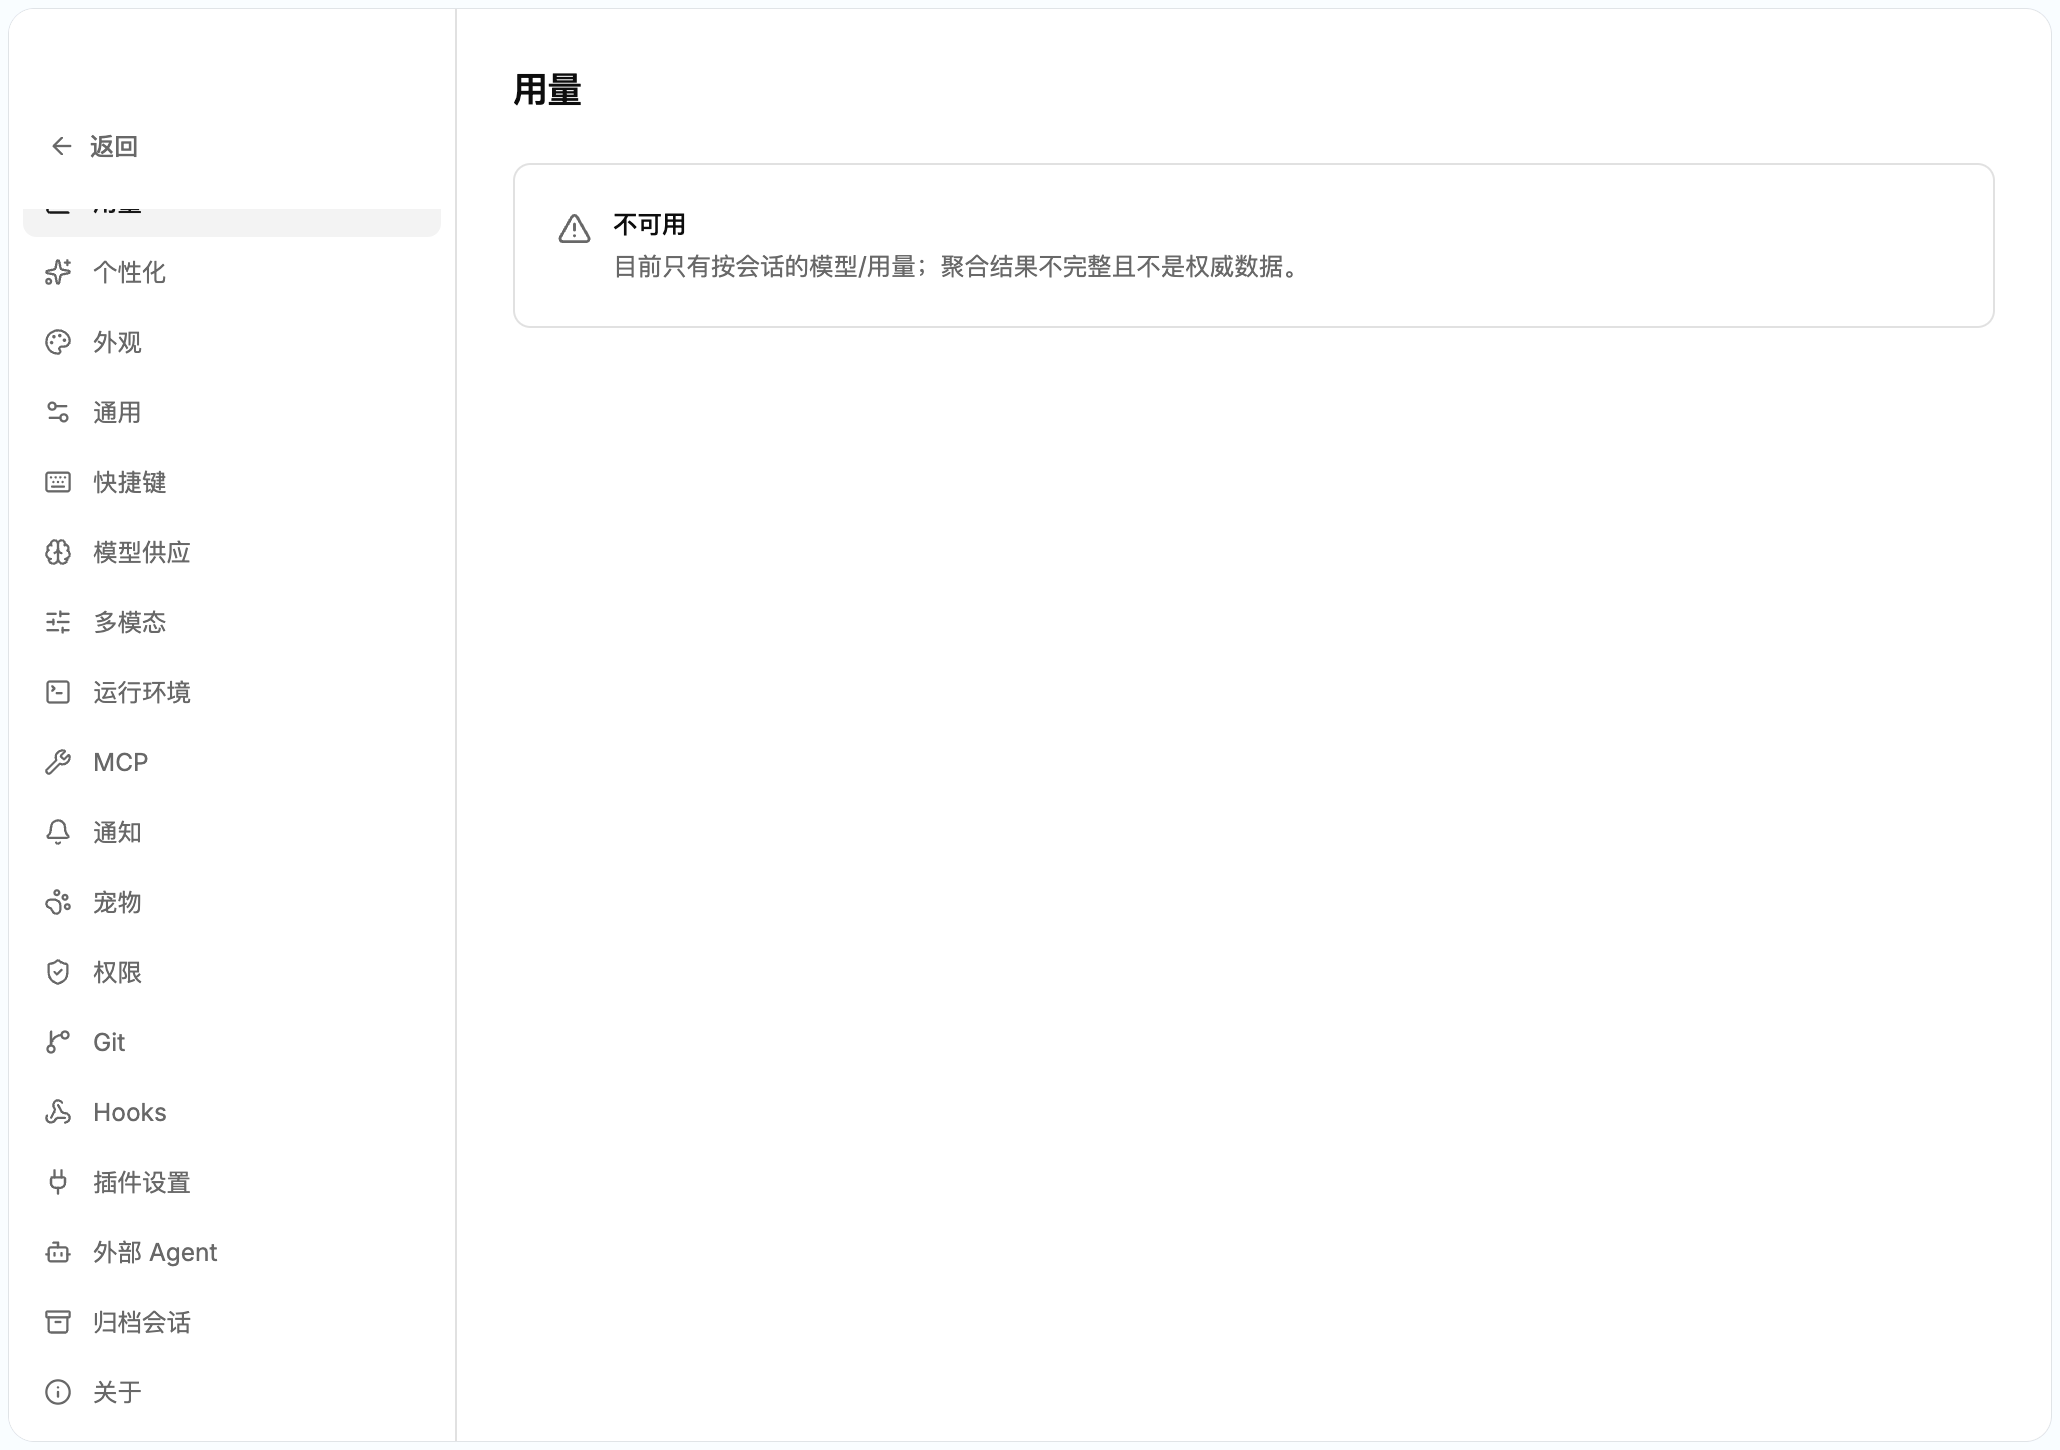 返回
用量
个性化
外观
通用
快捷键
模型供应
多模态
运行环境
MCP
通知
宠物
权限
Git
Hooks
插件设置
外部 Agent
归档会话
关于
用量
不可用
目前只有按会话的模型/用量；聚合结果不完整且不是权威数据。